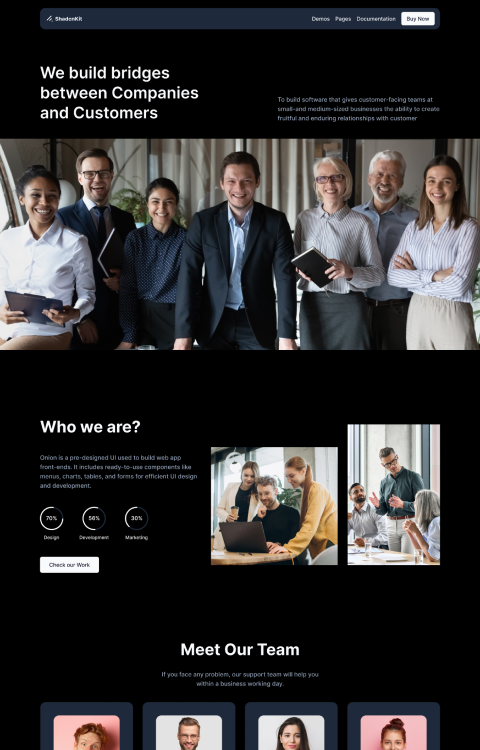 ShadcnKit
Demos Pages Documentation Buy Now
We build bridges
between Companies
and Customers
To build software that gives customer-facing teams at
small-and medium-sized businesses the ability to create
fruitful and enduring relationships with customer
Who we are?
Onion is a pre-designed UI used to build web app
front-ends. It includes ready-to-use components like
menus, charts, tables, and forms for efficient UI design
and development.
70% 56% 30%
Design Development Marketing
Check our Work
Meet Our Team
If you face any problem, our support team will help you
within a business working day.